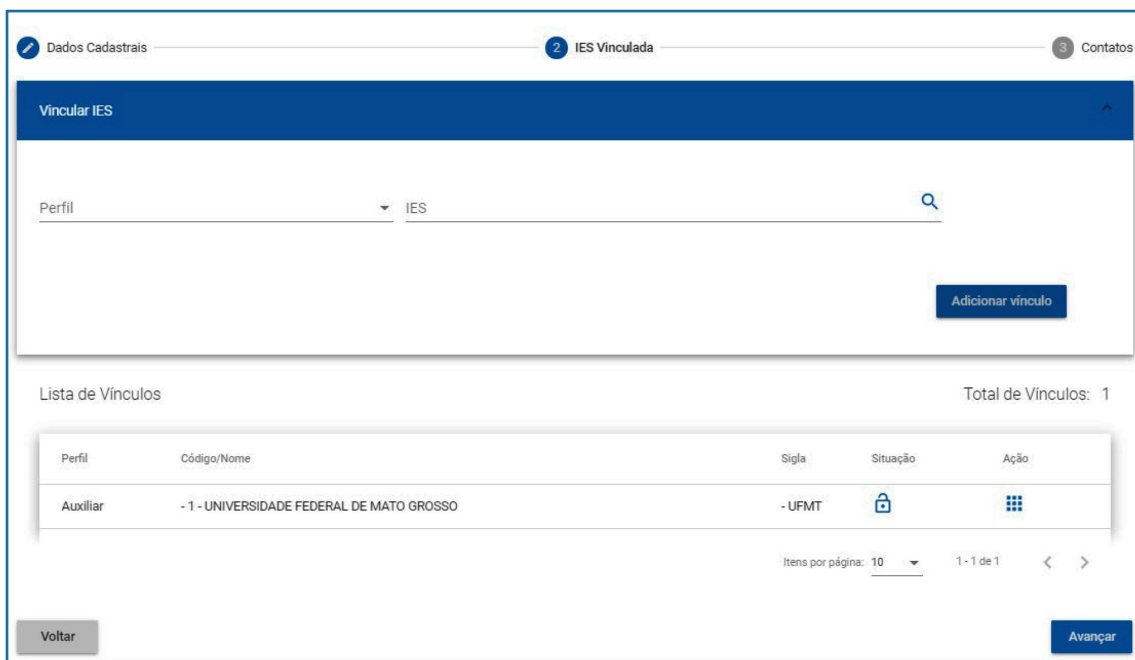 Dados Cadastrais
2 IES Vinculada
3 Contatos
Vincular IES
Perfil
IES
Adicionar vínculo
Lista de Vínculos
Total de Vínculos: 1
Perfil Código/Nome Sigla Situação Ação
Auxiliar - 1 - UNIVERSIDADE FEDERAL DE MATO GROSSO - UFMT
Itens por página: 10 1 - 1 de 1
Voltar
Avançar